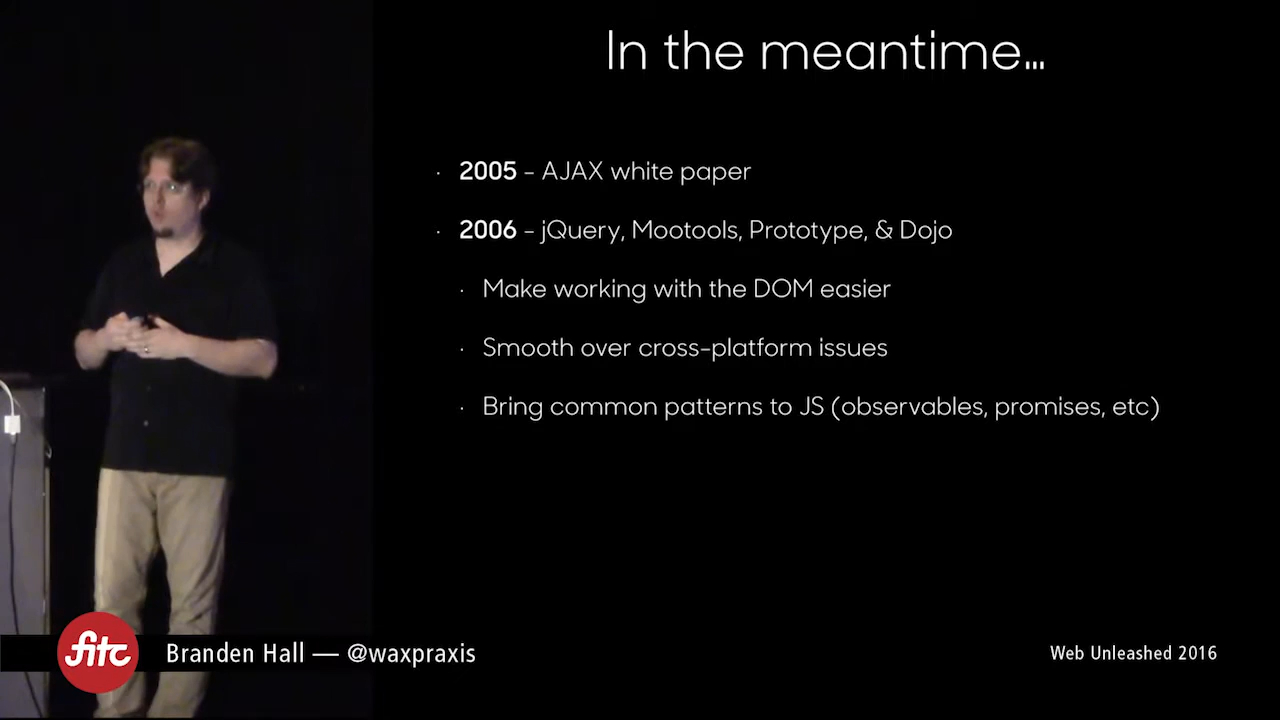 In the meantime...
· 2005 - AJAX white paper
· 2006 - jQuery, Mootools, Prototype, & Dojo
· Make working with the DOM easier
· Smooth over cross-platform issues
· Bring common patterns to JS (observables, promises, etc)
fitc
Branden Hall — @waxpraxis
Web Unleashed 2016